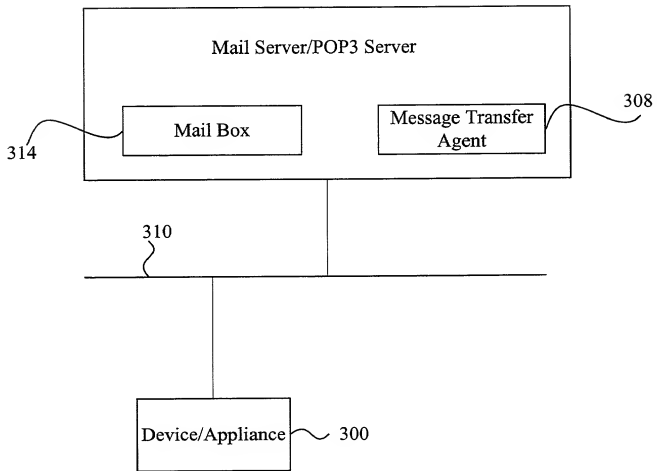 Mail Server/POP3 Server
Mail Box
Message Transfer
Agent
308
314
310
Device/Appliance
300